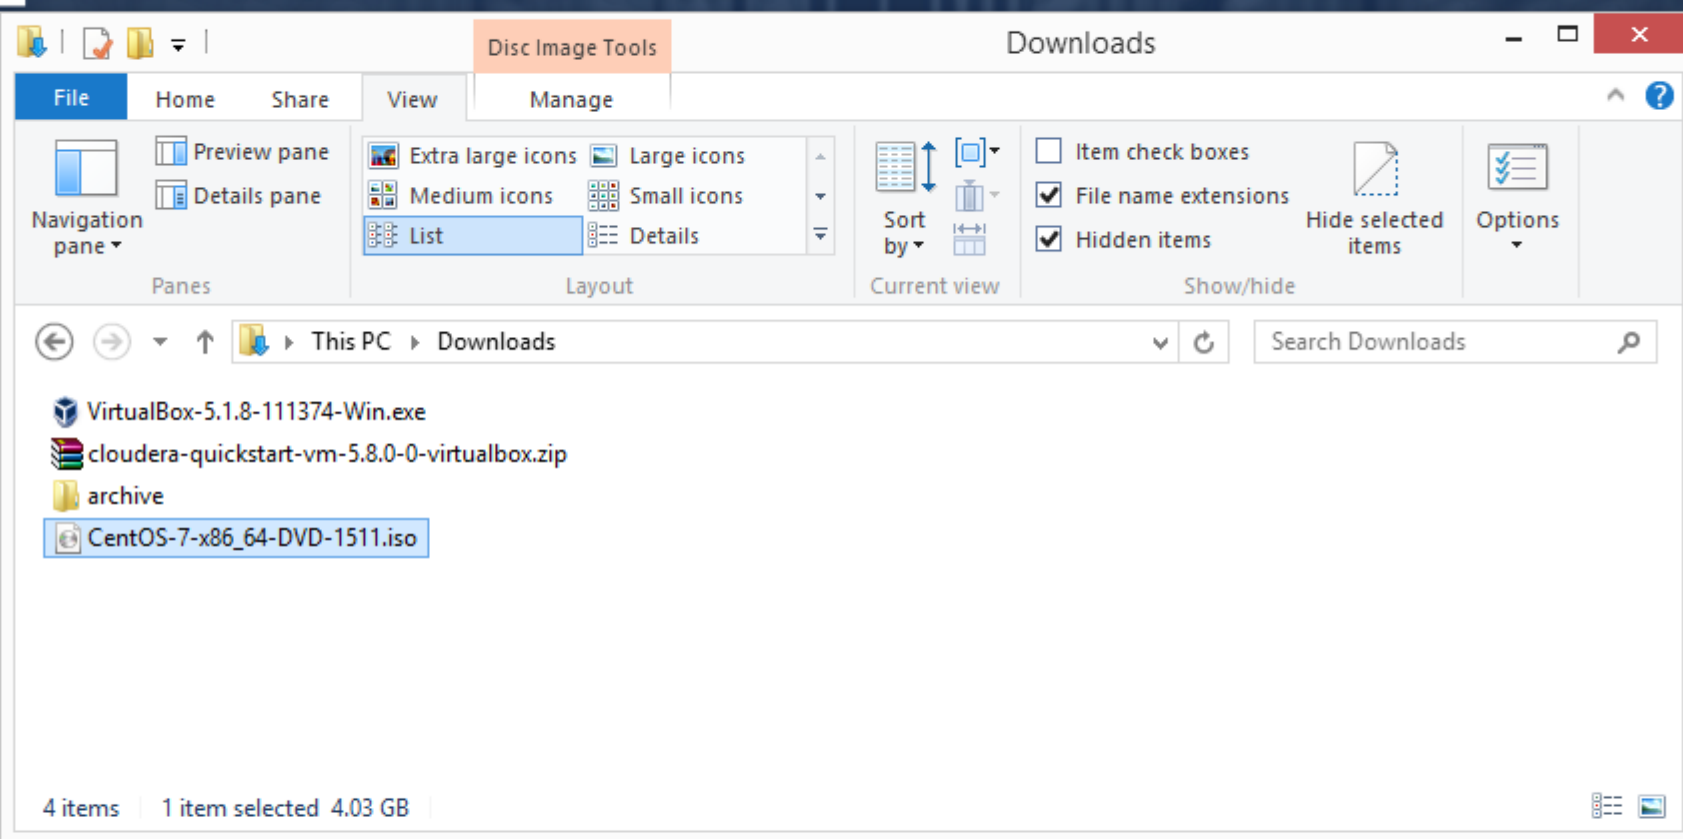 Disc Image Tools
Downloads
File Home Share View Manage
Preview pane
Details pane
Navigation pane
Panes
Extra large icons Large icons
Medium icons Small icons
List Details
Layout
Sort by
Current view
Item check boxes
File name extensions
Hidden items
Hide selected items
Show/hide
Options
This PC Downloads
Search Downloads
VirtualBox-5.1.8-111374-Win.exe
cloudera-quickstart-vm-5.8.0-0-virtualbox.zip
archive
CentOS-7-x86_64-DVD-1511.iso
4 items 1 item selected 4.03 GB